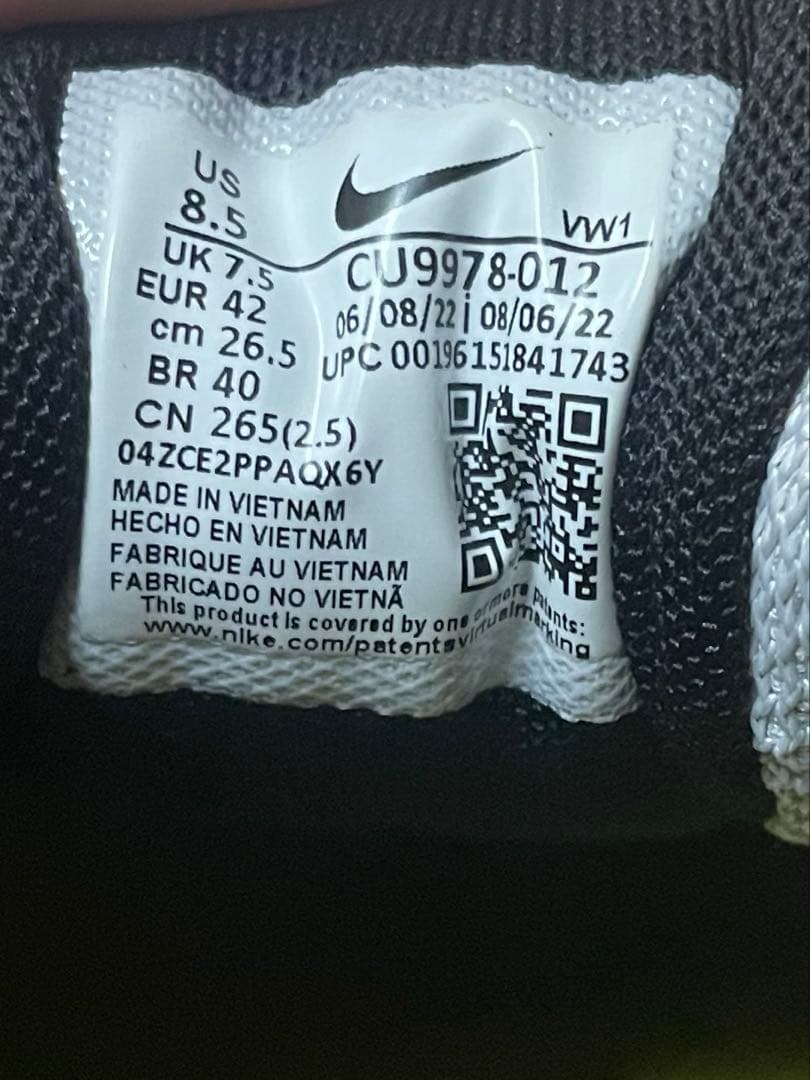 US
8.5
VW1
UK 7.5
CU9978-012
EUR 42
06/08/22 | 08/06/22
cm 26.5
UPC 00196151841743
BR 40
CN 265(2.5)
04ZCE2PPAQX6Y
MADE IN VIETNAM
HECHO EN VIETNAM
FABRIQUE AU VIETNAM
FABRICADO NO VIETNÃ
This product is covered by one or more patents:
www.nike.com/patentsvirtualmarking